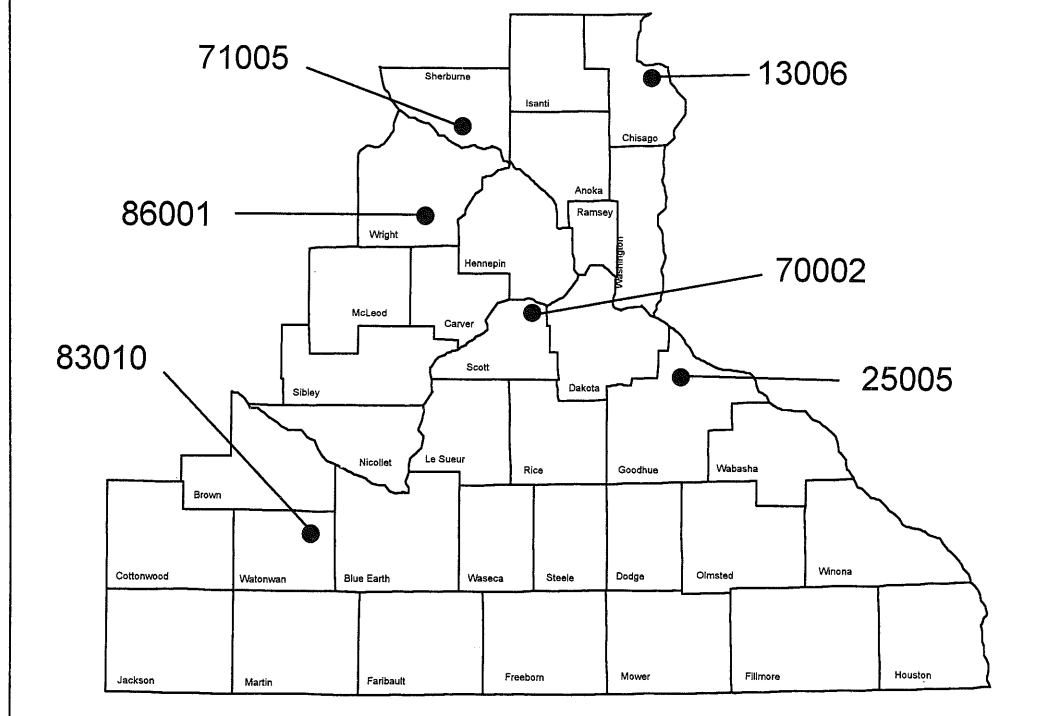 71005
Sherburne
13006
Isanti
Chisago
86001
Anoka
Ramsey
Wright
Washington
Hennepin
70002
McLeod
Carver
83010
Scott
25005
Sibley
Dakota
Nicollet
Le Sueur
Rice
Goodhue
Wabasha
Brown
Cottonwood
Watonwan
Blue Earth
Waseca
Steele
Dodge
Olmsted
Winona
Jackson
Martin
Faribault
Freeborn
Mower
Fillmore
Houston